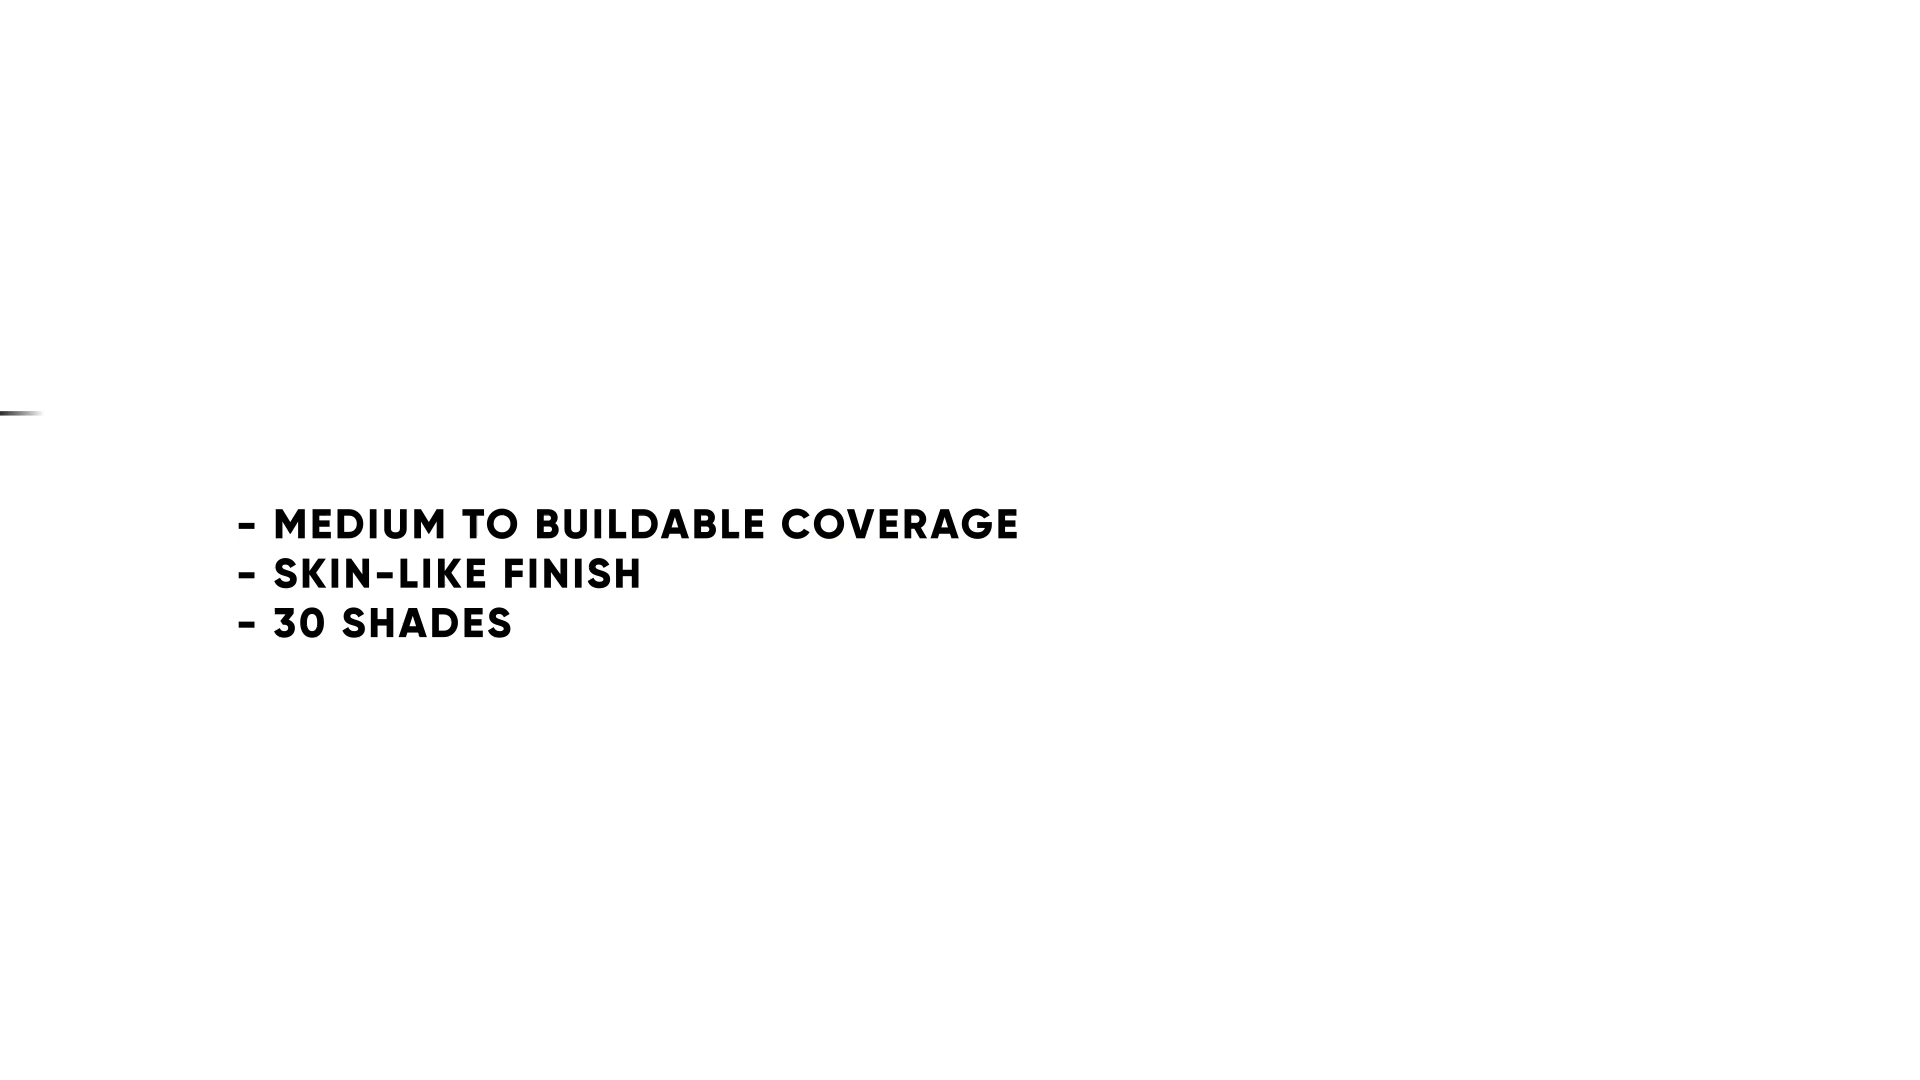 - MEDIUM TO BUILDABLE COVERAGE
- SKIN-LIKE FINISH
- 30 SHADES